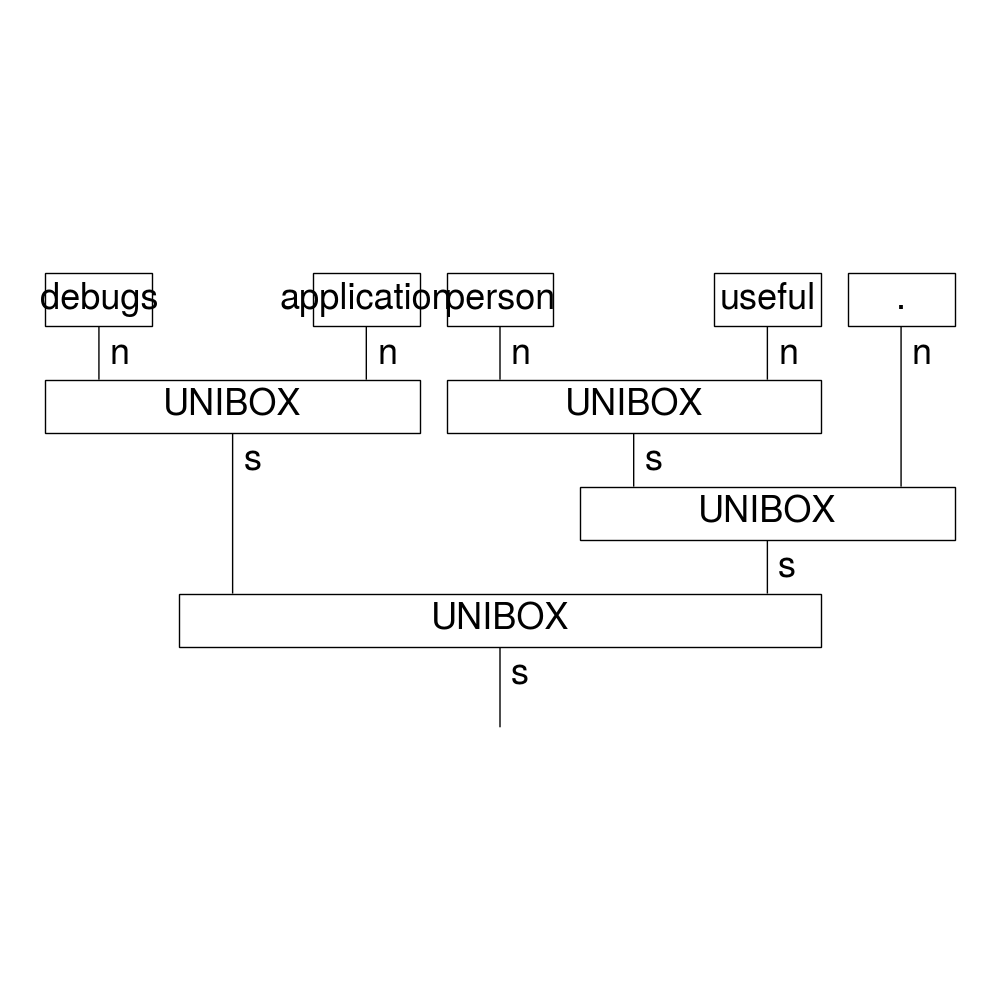 debugs application person useful .
n n n n n
UNIBOX UNIBOX
s s
UNIBOX
s
UNIBOX
s